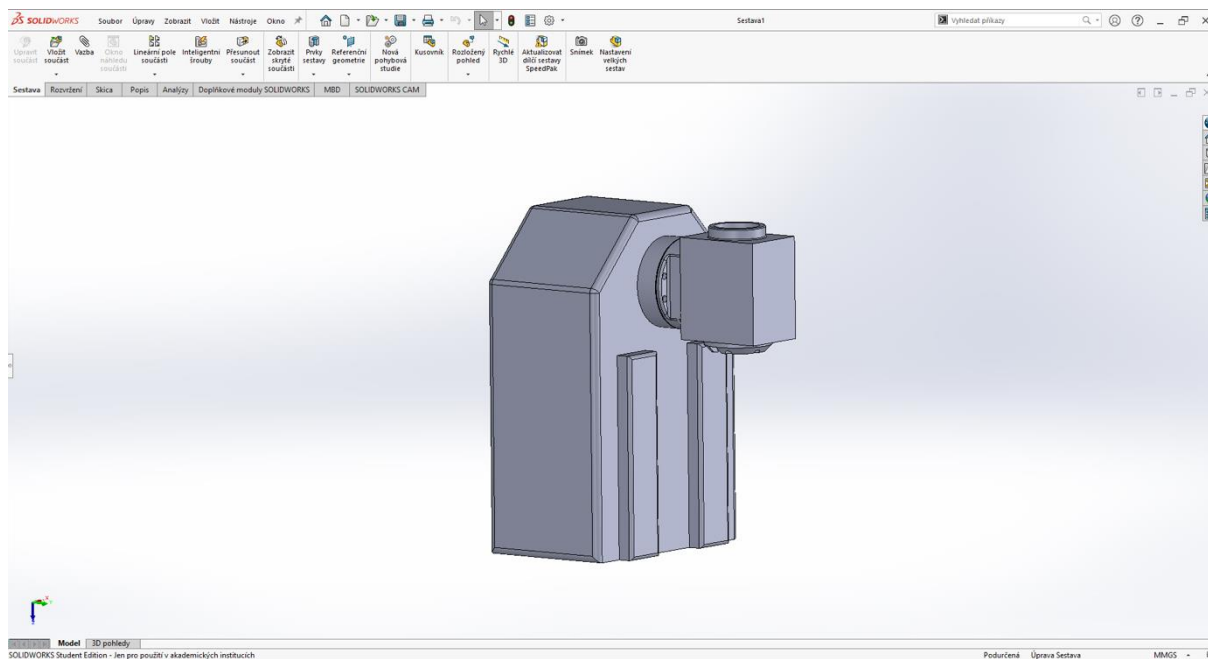 SOLIDWORKS Soubor Úpravy Zobrazit Vložit Nástroje Okno Sestava1 Vyhledat příkazy
Upravit součást
Vložit součást
Vazba
Okno náhledu součásti
Lineární pole součásti
Inteligentní šrouby
Přesunout součást
Zobrazit skryté součásti
Prvky sestavy
Referenční geometrie
Nová pohybová studie
Kusovník
Rozložený pohled
Rychlé 3D
Aktualizovat dílčí sestavy SpeedPak
Snímek
Nastavení velkých sestav
Sestava Rozvržení Skica Popis Analýzy Doplňkové moduly SOLIDWORKS MBD SOLIDWORKS CAM
Model 3D pohledy
SOLIDWORKS Student Edition - Jen pro použití v akademických institucích Podurčená Úprava Sestava MMGS